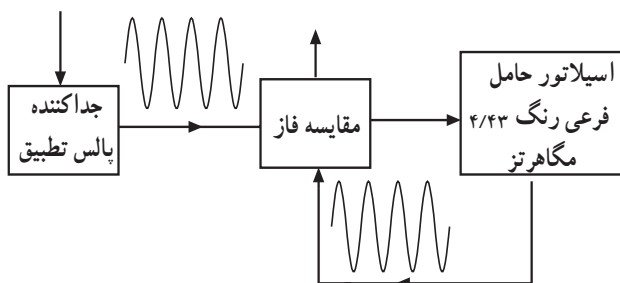 جداکننده
پالس تطبیق
مقایسه فاز
اسیلاتور حامل
فرعی رنگ ۴/۴۳
مگاهرتز